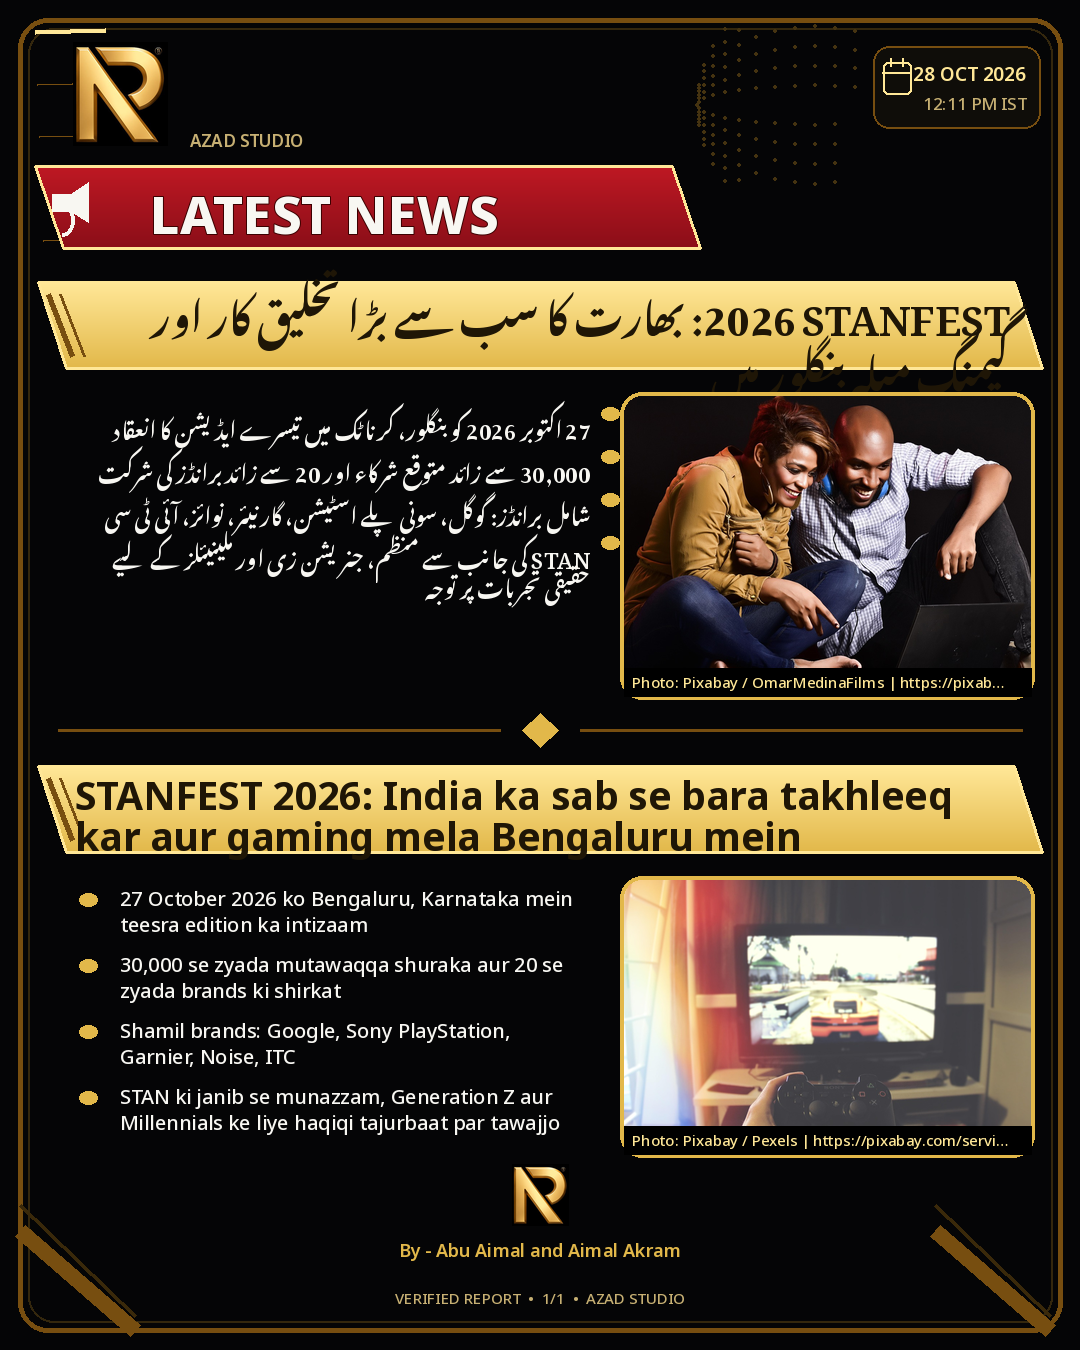 R
28 OCT 2026
12:11 PM IST
AZAD STUDIO
LATEST NEWS
STANFEST 2026: بھارت کا سب سے بڑا تخلیق کار اور
گیمنگ میلہ بنگلور میں
27 اکتوبر 2026 کو بنگلور، کرناٹک میں تیسرے ایڈیشن کا انعقاد
30,000 سے زائد متوقع شرکاء اور 20 سے زائد برانڈز کی شرکت
شامل برانڈز: گوگل، سونی پلے اسٹیشن، گارنیئر، نوائز، آئی ٹی سی
STAN کی جانب سے منظم، جنریشن زی اور ملینیئلز کے لیے
حقیقی تجربات پر توجہ
Photo: Pixabay / OmarMedinaFilms | https://pixab...
STANFEST 2026: India ka sab se bara takhleeq
kar aur gaming mela Bengaluru mein
27 October 2026 ko Bengaluru, Karnataka mein
teesra edition ka intizaam
30,000 se zyada mutawaqqa shuraka aur 20 se
zyada brands ki shirkat
Shamil brands: Google, Sony PlayStation,
Garnier, Noise, ITC
STAN ki janib se munazzam, Generation Z aur
Millennials ke liye haqiqi tajurbaat par tawajjo
Photo: Pixabay / Pexels | https://pixabay.com/servi...
R
By - Abu Aimal and Aimal Akram
VERIFIED REPORT • 1/1 • AZAD STUDIO